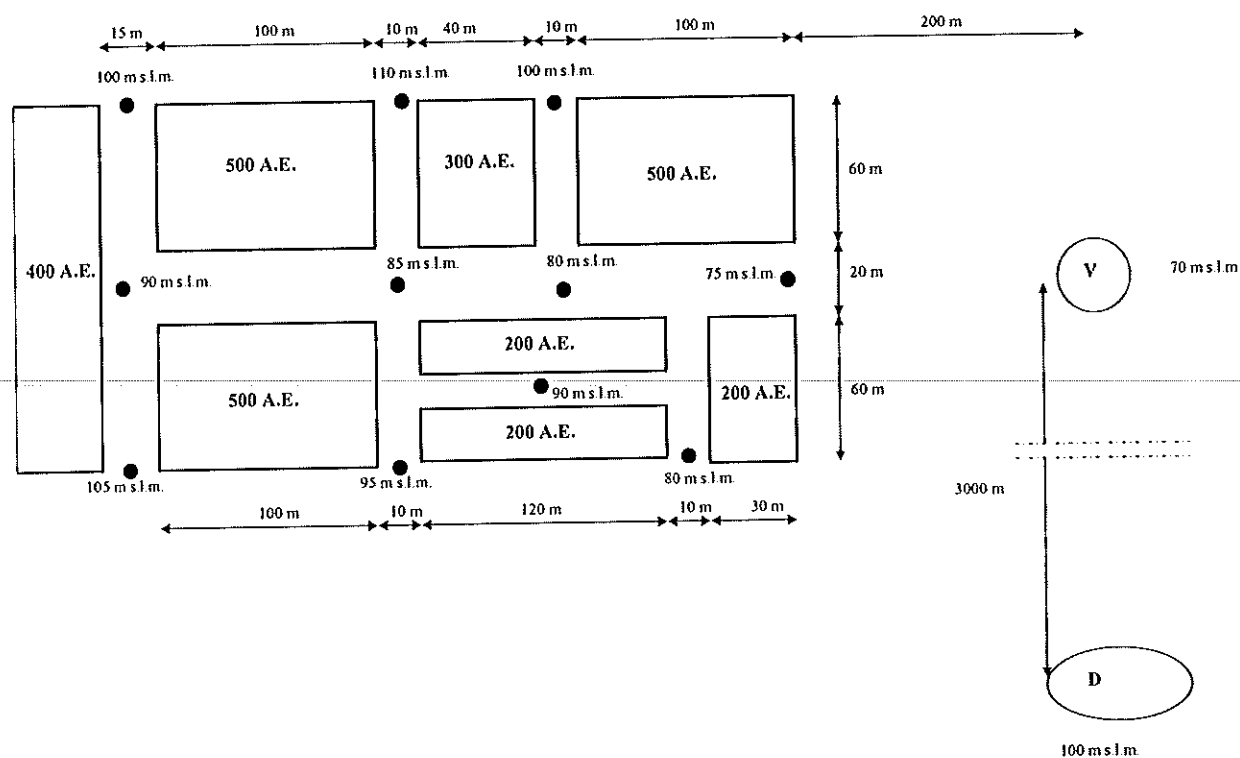 15 m
100 m
10 m
40 m
10 m
100 m
200 m
100 m s.l.m.
110 m s.l.m.
100 m s.l.m.
500 A.E.
300 A.E.
500 A.E.
60 m
400 A.E.
90 m s.l.m.
85 m s.l.m.
80 m s.l.m.
75 m s.l.m.
20 m
V
70 m s.l.m
500 A.E.
200 A.E.
90 m s.l.m.
200 A.E.
200 A.E.
60 m
105 m s.l.m.
95 m s.l.m.
80 m s.l.m.
3000 m
100 m
10 m
120 m
10 m
30 m
D
100 m s.l.m.